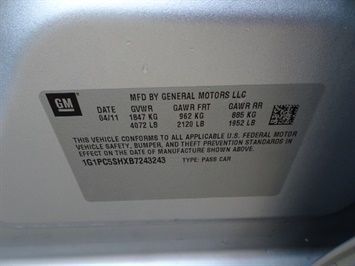 GM
MFD BY GENERAL MOTORS LLC
DATE GVWR GAWR FRT GAWR RR
04/11 1847 KG 962 KG 885 KG
4072 LB 2120 LB 1952 LB
THIS VEHICLE CONFORMS TO ALL APPLICABLE U.S. FEDERAL MOTOR
VEHICLE SAFETY, BUMPER, AND THEFT PREVENTION STANDARDS IN
EFFECT ON THE DATE OF MANUFACTURE SHOWN ABOVE.
1G1PC5SHXB7243243 TYPE: PASS CAR